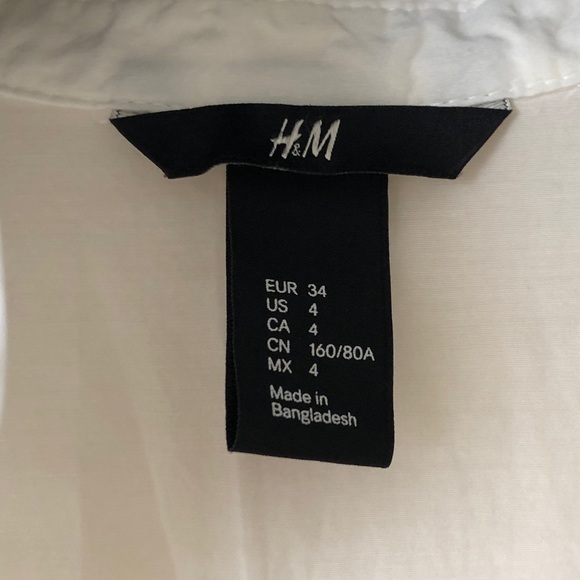 H&M
EUR 34
US 4
CA 4
CN 160/80A
MX 4
Made in
Bangladesh